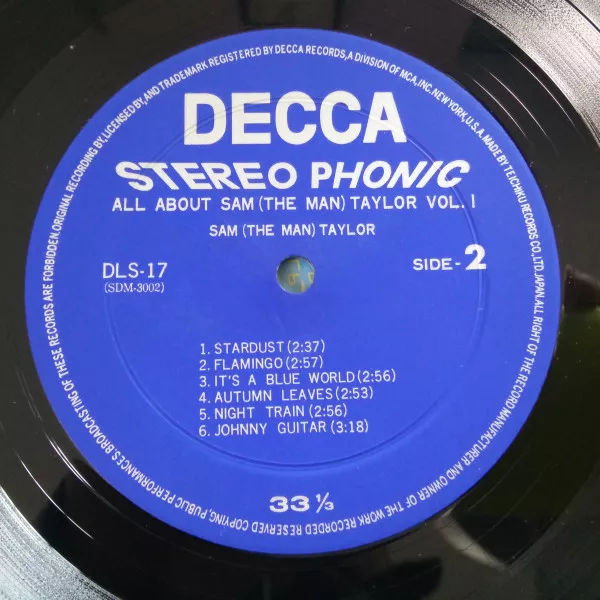 ORIGINAL RECORDING BY, LICENSED BY, AND TRADEMARK REGISTERED BY DECCA RECORDS, A DIVISION OF MCA, INC. NEW YORK, U.S.A. MADE BY TEICHIKU RECORDS CO., LTD. JAPAN. ALL RIGHT OF THE RECORD MANUFACTURER AND OWNER OF THE WORK RECORDED RESERVED COPYING, PUBLIC PERFORMANCES, BROADCASTING OF THESE RECORDS ARE FORBIDDEN.
DECCA
STEREO PHONIC
ALL ABOUT SAM (THE MAN) TAYLOR VOL. I
SAM (THE MAN) TAYLOR
DLS-17
(SDM-3002)
SIDE-2
1. STARDUST (2:37)
2. FLAMINGO (2:57)
3. IT'S A BLUE WORLD (2:56)
4. AUTUMN LEAVES (2:53)
5. NIGHT TRAIN (2:56)
6. JOHNNY GUITAR (3:18)
33 1/3